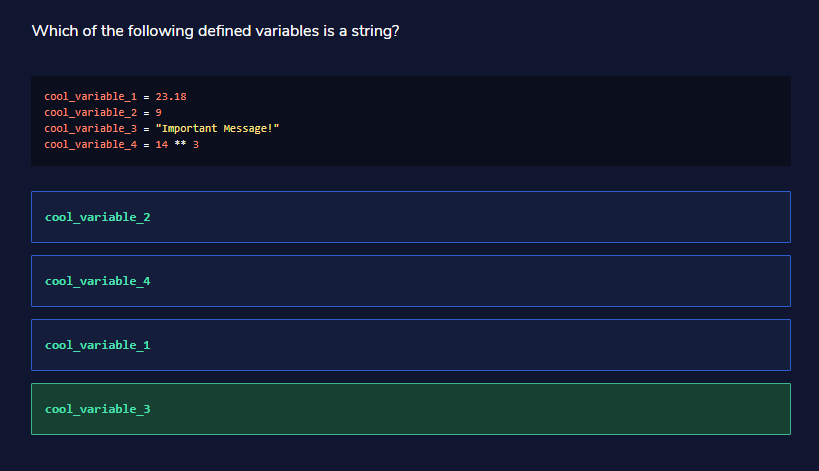 Which of the following defined variables is a string?
cool_variable_1 = 23.18
cool_variable_2 = 9
cool_variable_3 = "Important Message!"
cool_variable_4 = 14 ** 3
cool_variable_2
cool_variable_4
cool_variable_1
cool_variable_3